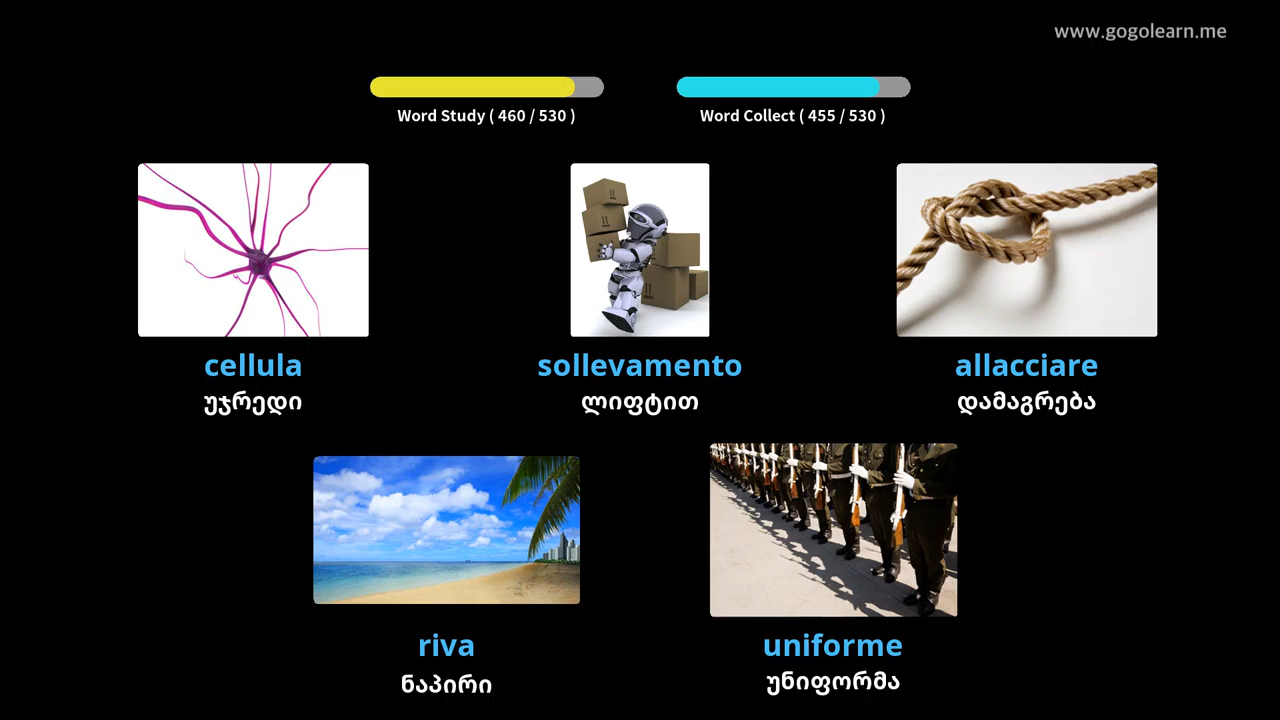 www.gogolearn.me
Word Study ( 460 / 530 )
Word Collect ( 455 / 530 )
cellula
უჯრედი
sollevamento
ლიფტით
allacciare
დამაგრება
riva
ნაპირი
uniforme
უნიფორმა